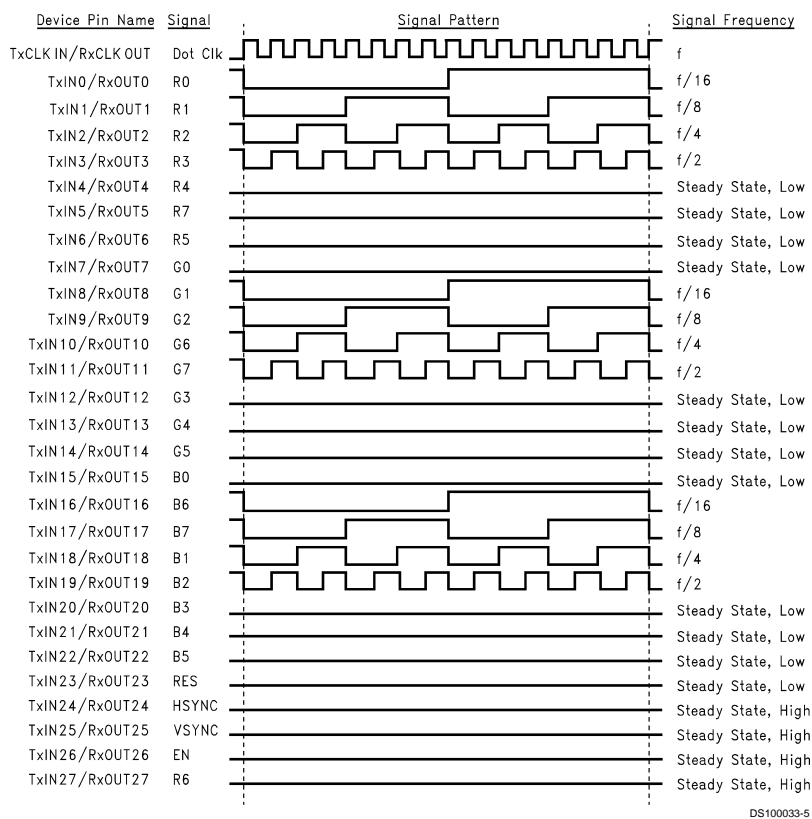 Device Pin Name Signal Signal Pattern Signal Frequency
TxCLK IN/RxCLK OUT Dot Clk f
TxIN0/RxOUT0 R0 f/16
TxIN1/RxOUT1 R1 f/8
TxIN2/RxOUT2 R2 f/4
TxIN3/RxOUT3 R3 f/2
TxIN4/RxOUT4 R4 Steady State, Low
TxIN5/RxOUT5 R7 Steady State, Low
TxIN6/RxOUT6 R5 Steady State, Low
TxIN7/RxOUT7 G0 Steady State, Low
TxIN8/RxOUT8 G1 f/16
TxIN9/RxOUT9 G2 f/8
TxIN10/RxOUT10 G6 f/4
TxIN11/RxOUT11 G7 f/2
TxIN12/RxOUT12 G3 Steady State, Low
TxIN13/RxOUT13 G4 Steady State, Low
TxIN14/RxOUT14 G5 Steady State, Low
TxIN15/RxOUT15 B0 Steady State, Low
TxIN16/RxOUT16 B6 f/16
TxIN17/RxOUT17 B7 f/8
TxIN18/RxOUT18 B1 f/4
TxIN19/RxOUT19 B2 f/2
TxIN20/RxOUT20 B3 Steady State, Low
TxIN21/RxOUT21 B4 Steady State, Low
TxIN22/RxOUT22 B5 Steady State, Low
TxIN23/RxOUT23 RES Steady State, Low
TxIN24/RxOUT24 HSYNC Steady State, High
TxIN25/RxOUT25 VSYNC Steady State, High
TxIN26/RxOUT26 EN Steady State, High
TxIN27/RxOUT27 R6 Steady State, High
DS100033-5